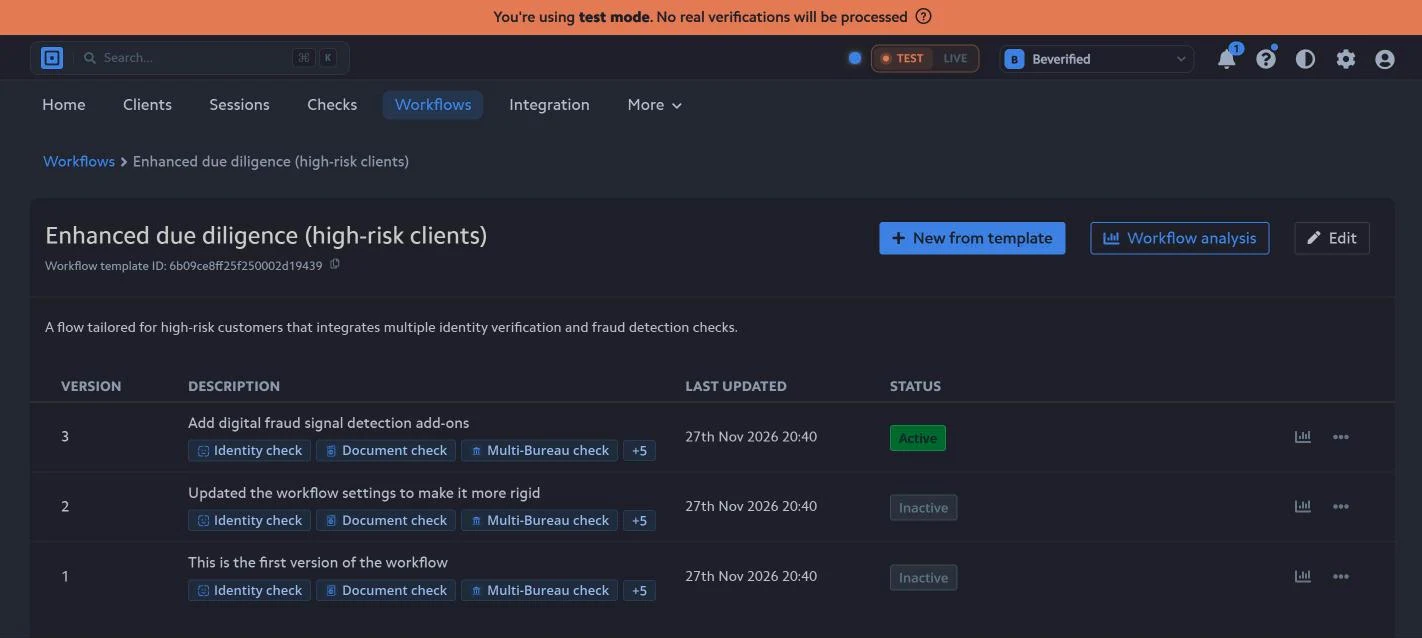 You're using test mode. No real verifications will be processed
Search... ⌘ K
TEST LIVE B Beverified 1
Home Clients Sessions Checks Workflows Integration More
Workflows > Enhanced due diligence (high-risk clients)
Enhanced due diligence (high-risk clients)
+ New from template Workflow analysis Edit
Workflow template ID: 6b09ce8ff25f250002d19439
A flow tailored for high-risk customers that integrates multiple identity verification and fraud detection checks.
VERSION DESCRIPTION LAST UPDATED STATUS
3 Add digital fraud signal detection add-ons 27th Nov 2026 20:40 Active
Identity check Document check Multi-Bureau check +5
2 Updated the workflow settings to make it more rigid 27th Nov 2026 20:40 Inactive
Identity check Document check Multi-Bureau check +5
1 This is the first version of the workflow 27th Nov 2026 20:40 Inactive
Identity check Document check Multi-Bureau check +5